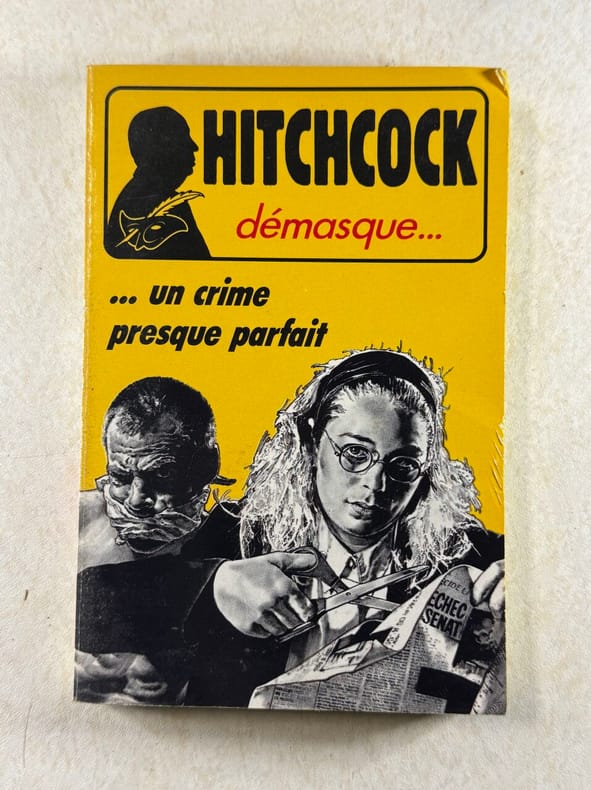 HITCHCOCK
démasque...
... un crime
presque parfait
ECHEC
SENAT